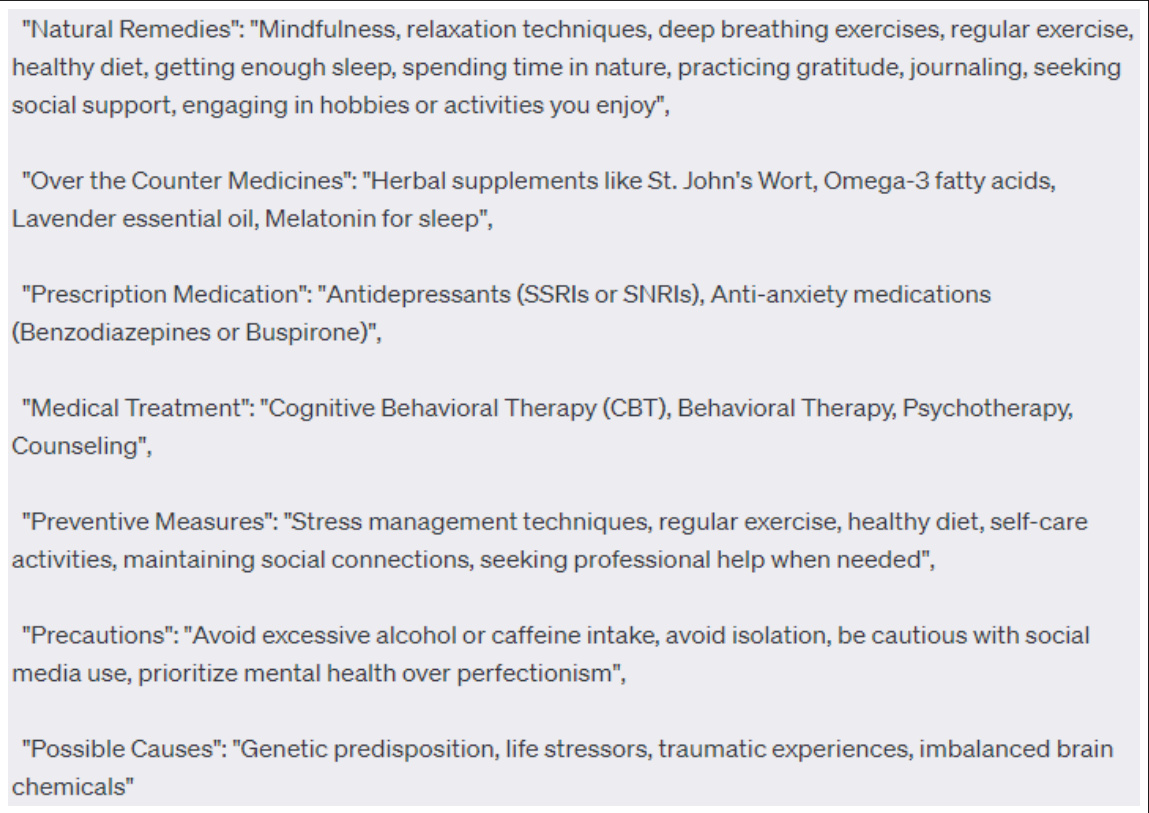 "Natural Remedies": "Mindfulness, relaxation techniques, deep breathing exercises, regular exercise,
healthy diet, getting enough sleep, spending time in nature, practicing gratitude, journaling, seeking
social support, engaging in hobbies or activities you enjoy",
"Over the Counter Medicines": "Herbal supplements like St. John's Wort, Omega-3 fatty acids,
Lavender essential oil, Melatonin for sleep",
"Prescription Medication": "Antidepressants (SSRIs or SNRIs), Anti-anxiety medications
(Benzodiazepines or Buspirone)",
"Medical Treatment": "Cognitive Behavioral Therapy (CBT), Behavioral Therapy, Psychotherapy,
Counseling",
"Preventive Measures": "Stress management techniques, regular exercise, healthy diet, self-care
activities, maintaining social connections, seeking professional help when needed",
"Precautions": "Avoid excessive alcohol or caffeine intake, avoid isolation, be cautious with social
media use, prioritize mental health over perfectionism",
"Possible Causes": "Genetic predisposition, life stressors, traumatic experiences, imbalanced brain
chemicals"